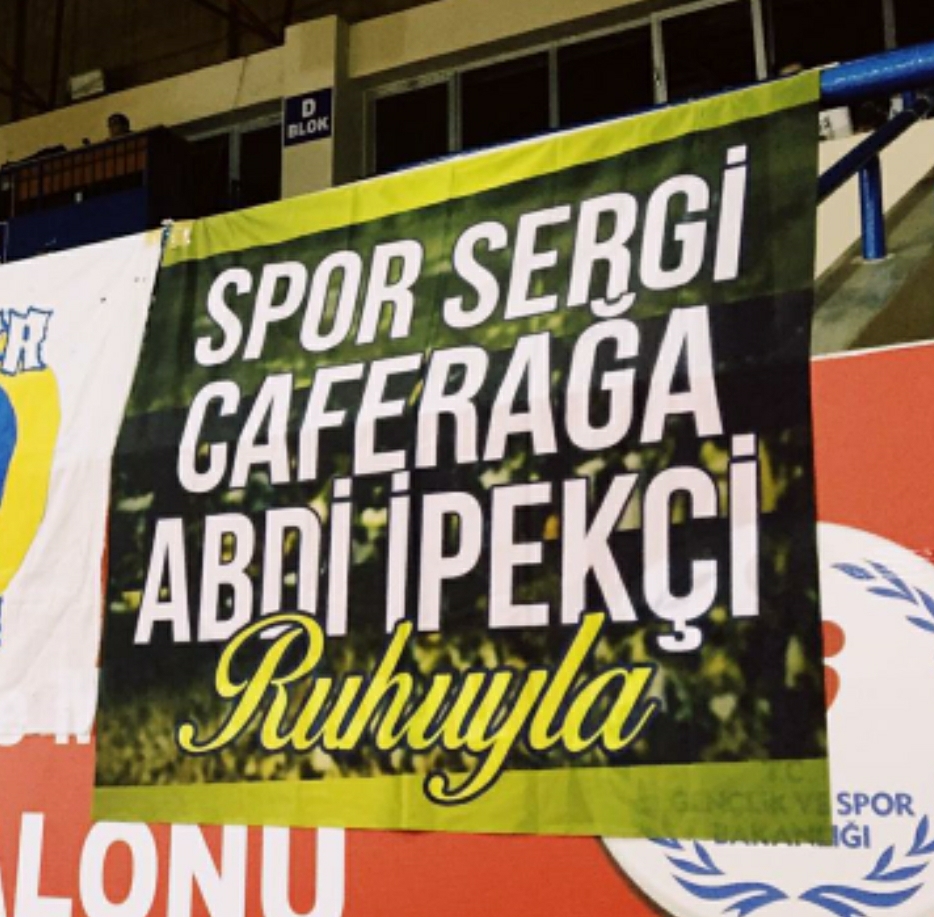 D
BLOK
SPOR SERGİ
CAFERAĞA
ABDİ İPEKÇİ
Ruhuyla
T.C.
GENÇLİK VE SPOR
BAKANLIĞI
ALONU